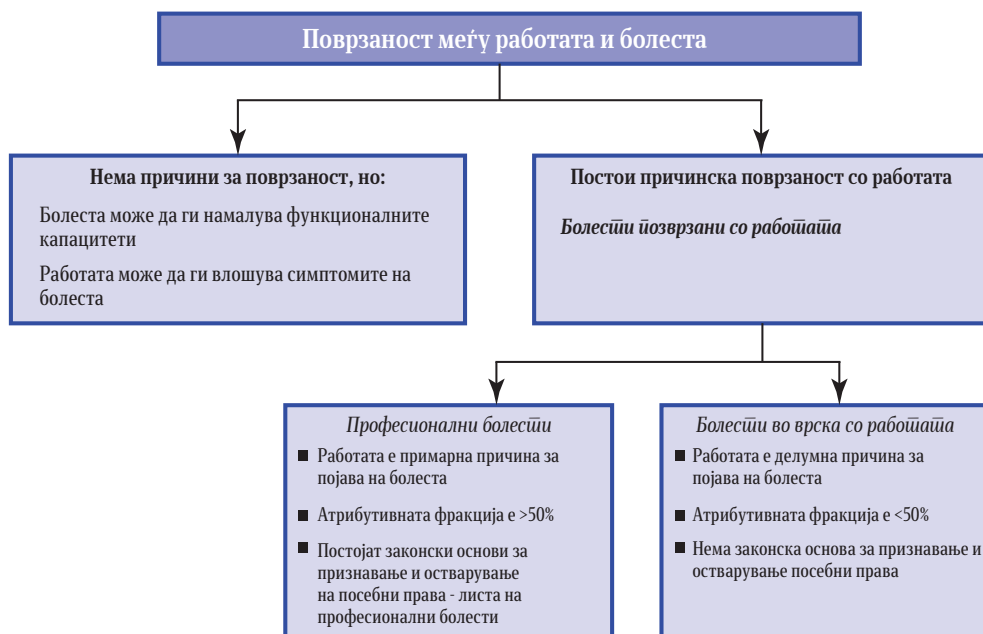 Поврзаност меѓу работата и болеста
Нема причини за поврзаност, но:
Болеста може да ги намалува функционалните
капацитети
Работата може да ги влошува симптомите на
болеста
Постои причинска поврзаност со работата
Болести позврзани со работата
Професионални болести
■ Работата е примарна причина за
појава на болеста
■ Атрибутивната фракција е >50%
■ Постојат законски основи за
признавање и остварување
на посебни права - листа на
професионални болести
Болести во врска со работата
■ Работата е делумна причина за
појава на болеста
■ Атрибутивната фракција е <50%
■ Нема законска основа за признавање и
остварување посебни права